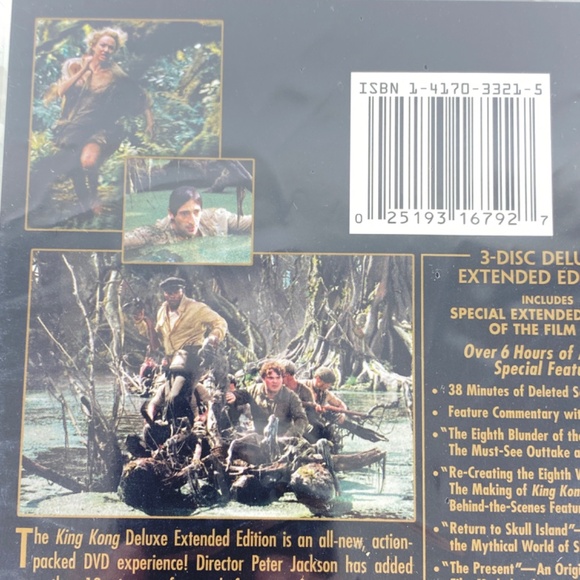 ISBN 1-4170-3321-5
0 25193 16792 7
3-DISC DELU
EXTENDED ED
INCLUDES
SPECIAL EXTENDED
OF THE FILM
Over 6 Hours of
Special Featu
• 38 Minutes of Deleted S
• Feature Commentary wit
• "The Eighth Blunder of th
The Must-See Outtake a
• "Re-Creating the Eighth
The Making of King Kon
Behind-the-Scenes Featur
• "Return to Skull Island"—
the Mythical World of S
• "The Present"—An Origi
The King Kong Deluxe Extended Edition is an all-new, action-
packed DVD experience! Director Peter Jackson has added